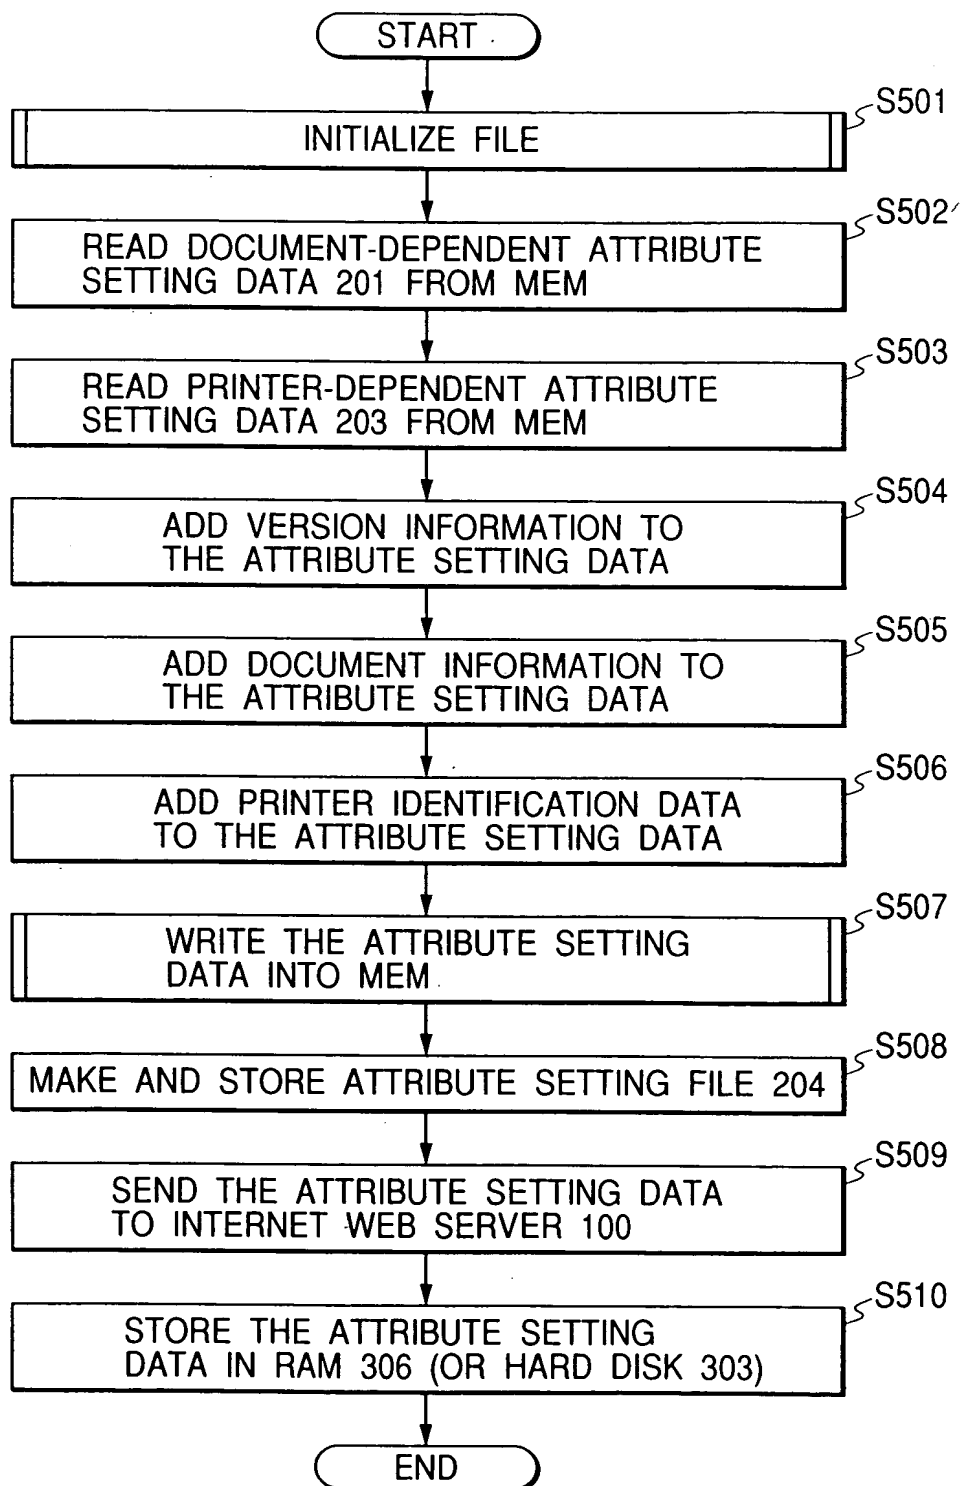 START
S501
INITIALIZE FILE
S502
READ DOCUMENT-DEPENDENT ATTRIBUTE
SETTING DATA 201 FROM MEM
S503
READ PRINTER-DEPENDENT ATTRIBUTE
SETTING DATA 203 FROM MEM
S504
ADD VERSION INFORMATION TO
THE ATTRIBUTE SETTING DATA
S505
ADD DOCUMENT INFORMATION TO
THE ATTRIBUTE SETTING DATA
S506
ADD PRINTER IDENTIFICATION DATA
TO THE ATTRIBUTE SETTING DATA
S507
WRITE THE ATTRIBUTE SETTING
DATA INTO MEM
S508
MAKE AND STORE ATTRIBUTE SETTING FILE 204
S509
SEND THE ATTRIBUTE SETTING DATA
TO INTERNET WEB SERVER 100
S510
STORE THE ATTRIBUTE SETTING
DATA IN RAM 306 (OR HARD DISK 303)
END